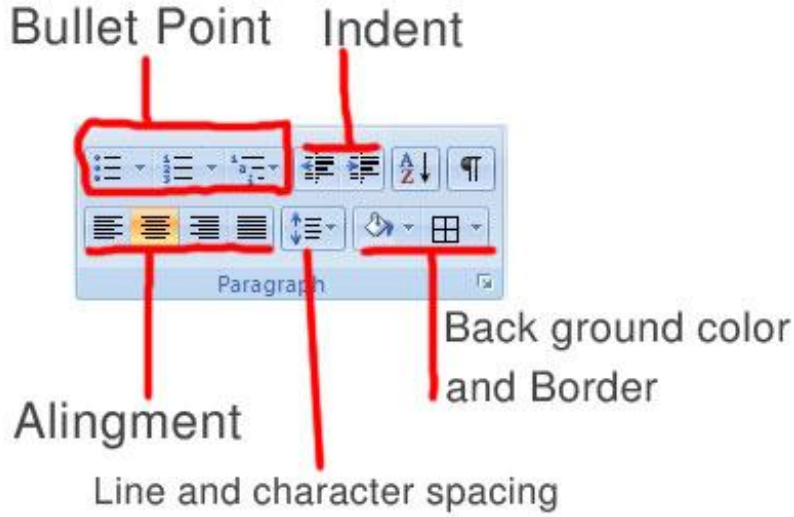 Bullet Point Indent
Paragraph
Back ground color
and Border
Alingment
Line and character spacing